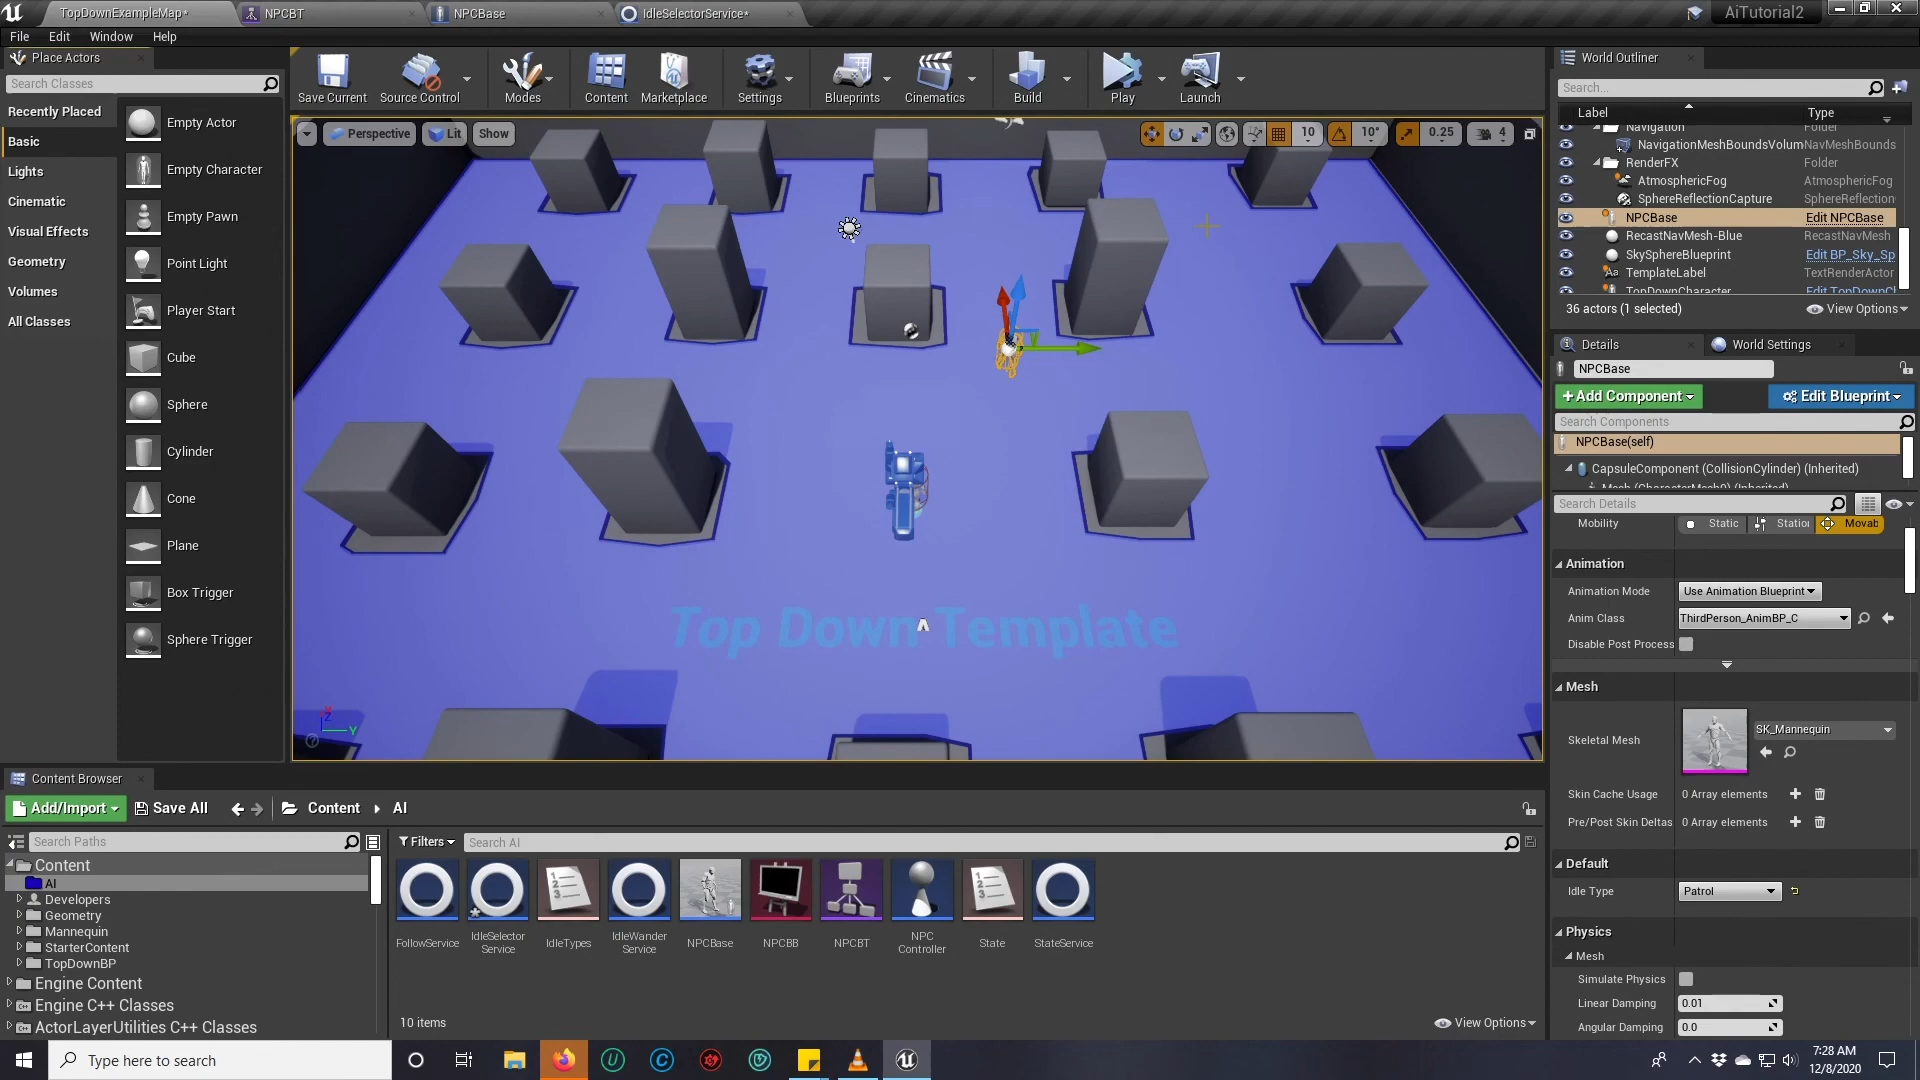 TopDownExampleMap*
NPCBT
NPCBase
IdleSelectorService*
AiTutorial2
File
Edit
Window
Help
Place Actors
Search Classes
Recently Placed
Basic
Lights
Cinematic
Visual Effects
Geometry
Volumes
All Classes
Empty Actor
Empty Character
Empty Pawn
Point Light
Player Start
Cube
Sphere
Cylinder
Cone
Plane
Box Trigger
Sphere Trigger
Save Current
Source Control
Modes
Content
Marketplace
Settings
Blueprints
Cinematics
Build
Play
Launch
Perspective
Lit
Show
10
10°
0.25
4
Top Down Template
X
Z
Y
World Outliner
Search...
Label
Type
Navigation
Folder
NavigationMeshBoundsVolum
NavMeshBounds
RenderFX
Folder
AtmosphericFog
AtmosphericFog
SphereReflectionCapture
SphereReflection
NPCBase
Edit NPCBase
RecastNavMesh-Blue
RecastNavMesh
SkySphereBlueprint
Edit BP_Sky_Sp
TemplateLabel
TextRenderActor
TopDownCharacter
Edit TopDownCl
36 actors (1 selected)
View Options
Details
World Settings
NPCBase
+Add Component
Edit Blueprint
Search Components
NPCBase(self)
CapsuleComponent (CollisionCylinder) (Inherited)
Mesh (CharacterMesh0) (Inherited)
Search Details
Mobility
Static
Station
Movab
Animation
Animation Mode
Use Animation Blueprint
Anim Class
ThirdPerson_AnimBP_C
Disable Post Process
Mesh
Skeletal Mesh
SK_Mannequin
Skin Cache Usage
0 Array elements
Pre/Post Skin Deltas
0 Array elements
Default
Idle Type
Patrol
Physics
Mesh
Simulate Physics
Linear Damping
0.01
Angular Damping
0.0
Content Browser
Add/Import
Save All
Content
AI
Search Paths
Filters
Search AI
Content
AI
Developers
Geometry
Mannequin
StarterContent
TopDownBP
Engine Content
Engine C++ Classes
ActorLayerUtilities C++ Classes
FollowService
IdleSelector
Service
IdleTypes
IdleWander
Service
NPCBase
NPCBB
NPCBT
NPC
Controller
State
StateService
10 items
View Options
Type here to search
7:28 AM
12/8/2020